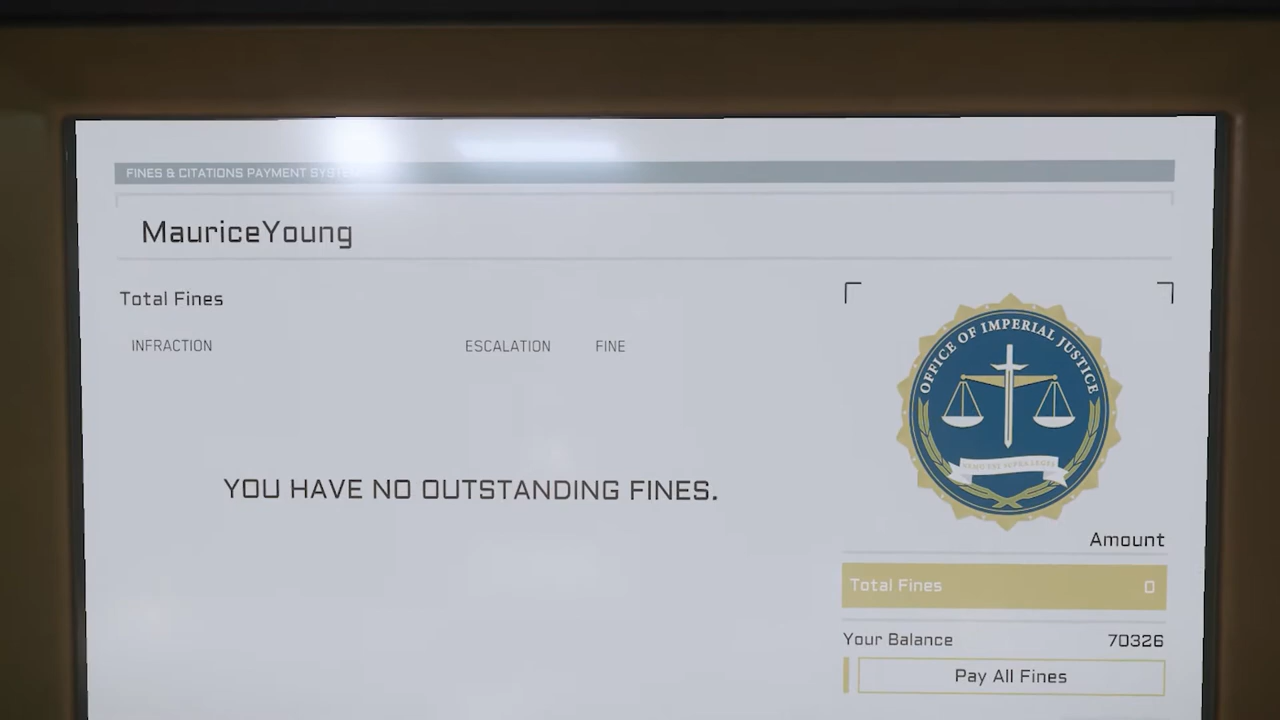 FINES & CITATIONS PAYMENT SYSTEM
MauriceYoung
Total Fines
INFRACTION ESCALATION FINE
YOU HAVE NO OUTSTANDING FINES.
OFFICE OF IMPERIAL JUSTICE
Amount
Total Fines 0
Your Balance 70326
Pay All Fines